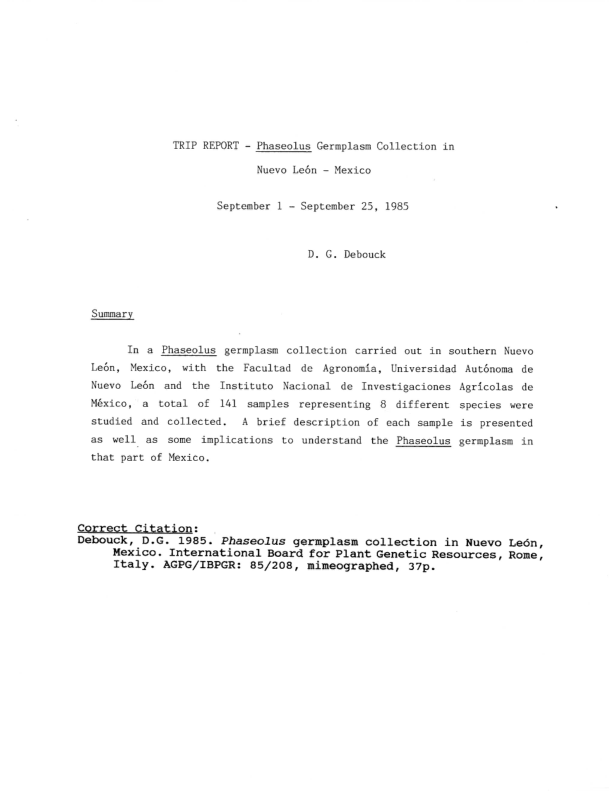 TRIP REPORT - Phaseolus Germplasm Collection in
Nuevo León - Mexico
September 1 - September 25, 1985
D. G. Debouck
Summary
In a Phaseolus germplasm collection carried out in southern Nuevo
León, Mexico, with the Facultad de Agronomía, Universidad Autónoma de
Nuevo León and the Instituto Nacional de Investigaciones Agrícolas de
México, a total of 141 samples representing 8 different species were
studied and collected. A brief description of each sample is presented
as well as some implications to understand the Phaseolus germplasm in
that part of Mexico.
Correct Citation:
Debouck, D.G. 1985. Phaseolus germplasm collection in Nuevo León,
Mexico. International Board for Plant Genetic Resources, Rome,
Italy. AGPG/IBPGR: 85/208, mimeographed, 37p.